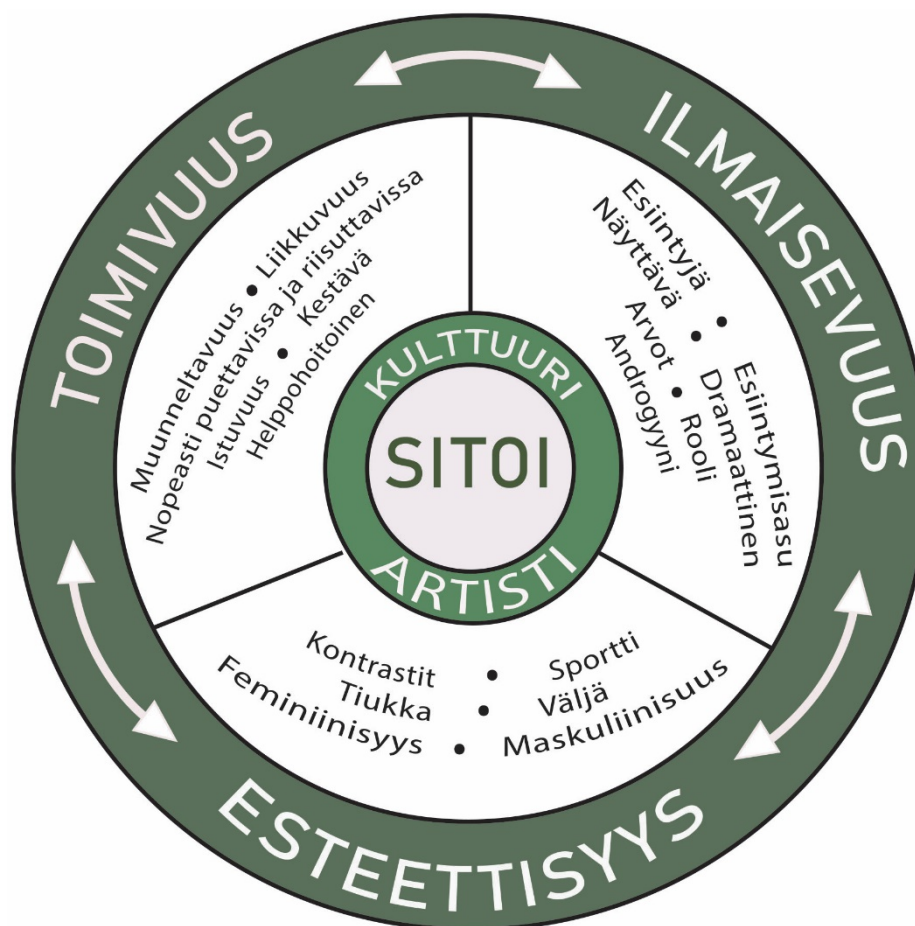 TOIMIVUUS
ILMAISEVUUS
ESTEETTISYYS
Muunneltavuus • Liikkuvuus
Nopeasti puettavissa ja riisuttavissa
Istuvuus • Kestävä
Helppohoitoinen
Esiintyjä • Esiintymisasu
Näyttävä • Dramaattinen
Arvot • Rooli
Androgyyni
KULTTUURI
SITOI
ARTISTI
Kontrastit • Sportti
Tiukka • Väljä
Feminiinisyys • Maskuliinisuus